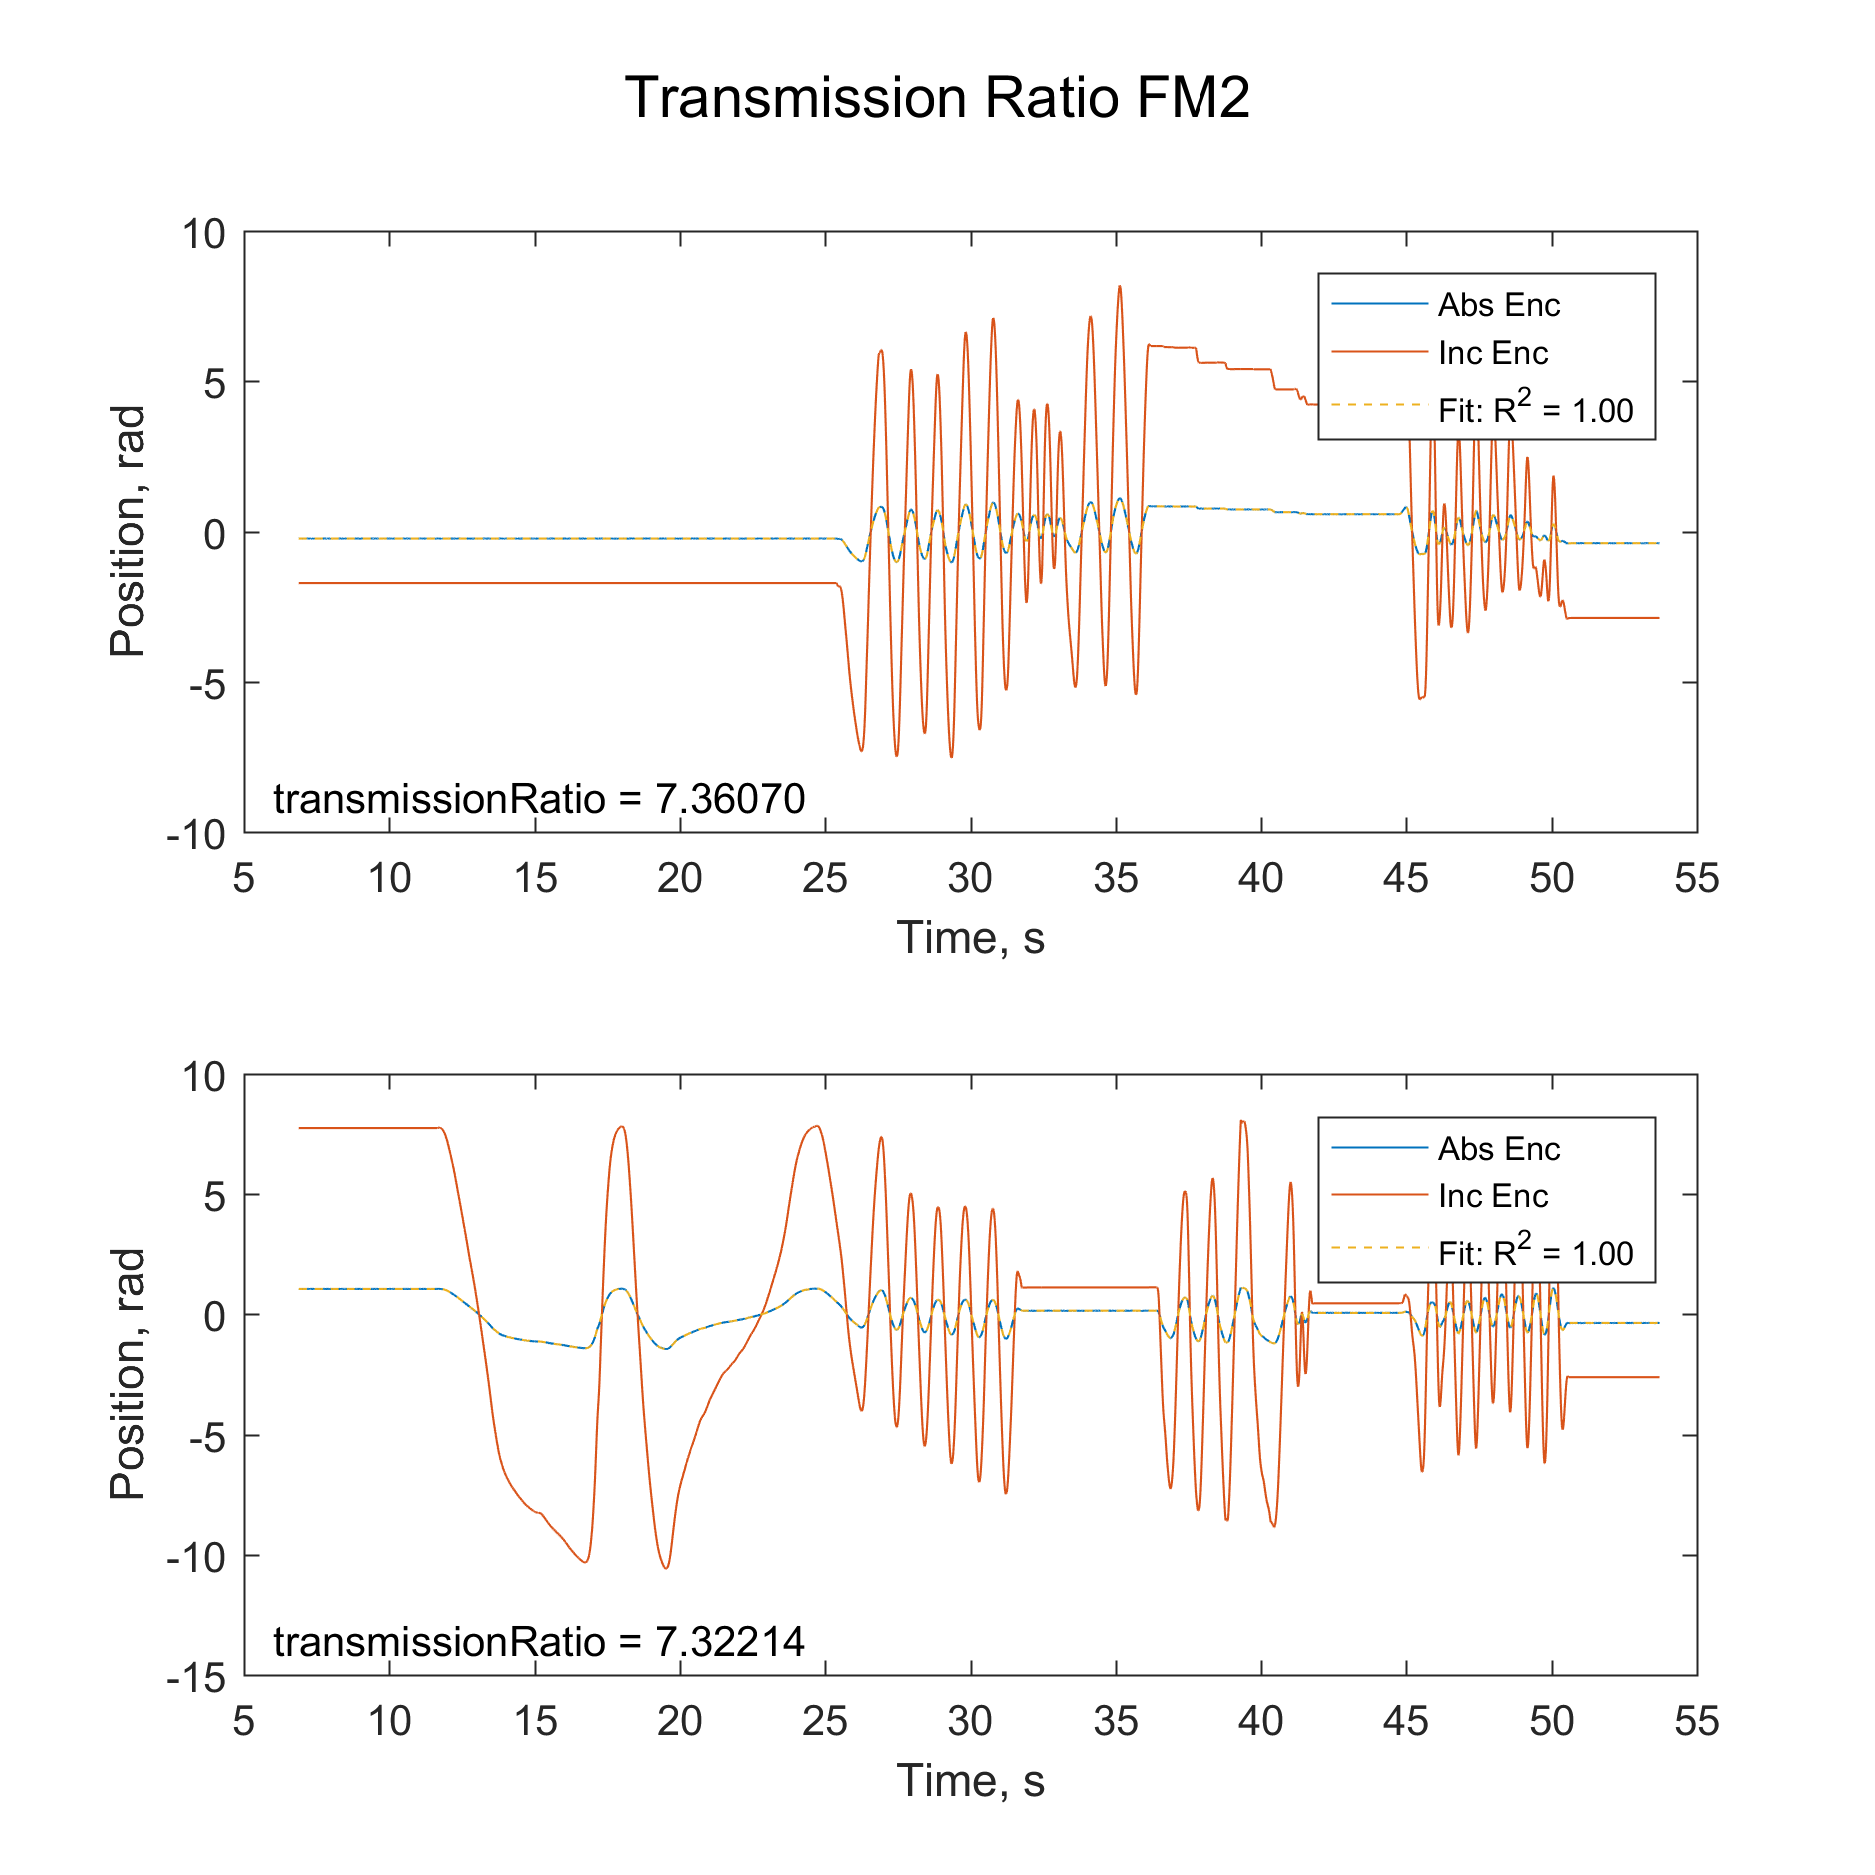 Transmission Ratio FM2
10
5
0
-5
-10
Position, rad
Abs Enc
Inc Enc
Fit: R² = 1.00
transmissionRatio = 7.36070
5 10 15 20 25 30 35 40 45 50 55
Time, s
10
5
0
-5
-10
-15
Position, rad
Abs Enc
Inc Enc
Fit: R² = 1.00
transmissionRatio = 7.32214
5 10 15 20 25 30 35 40 45 50 55
Time, s